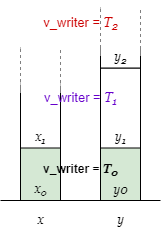 v_writer = T₂
y₂
v_writer = T₁
x₁ y₁
v_writer = T₀
x₀ y0
x y